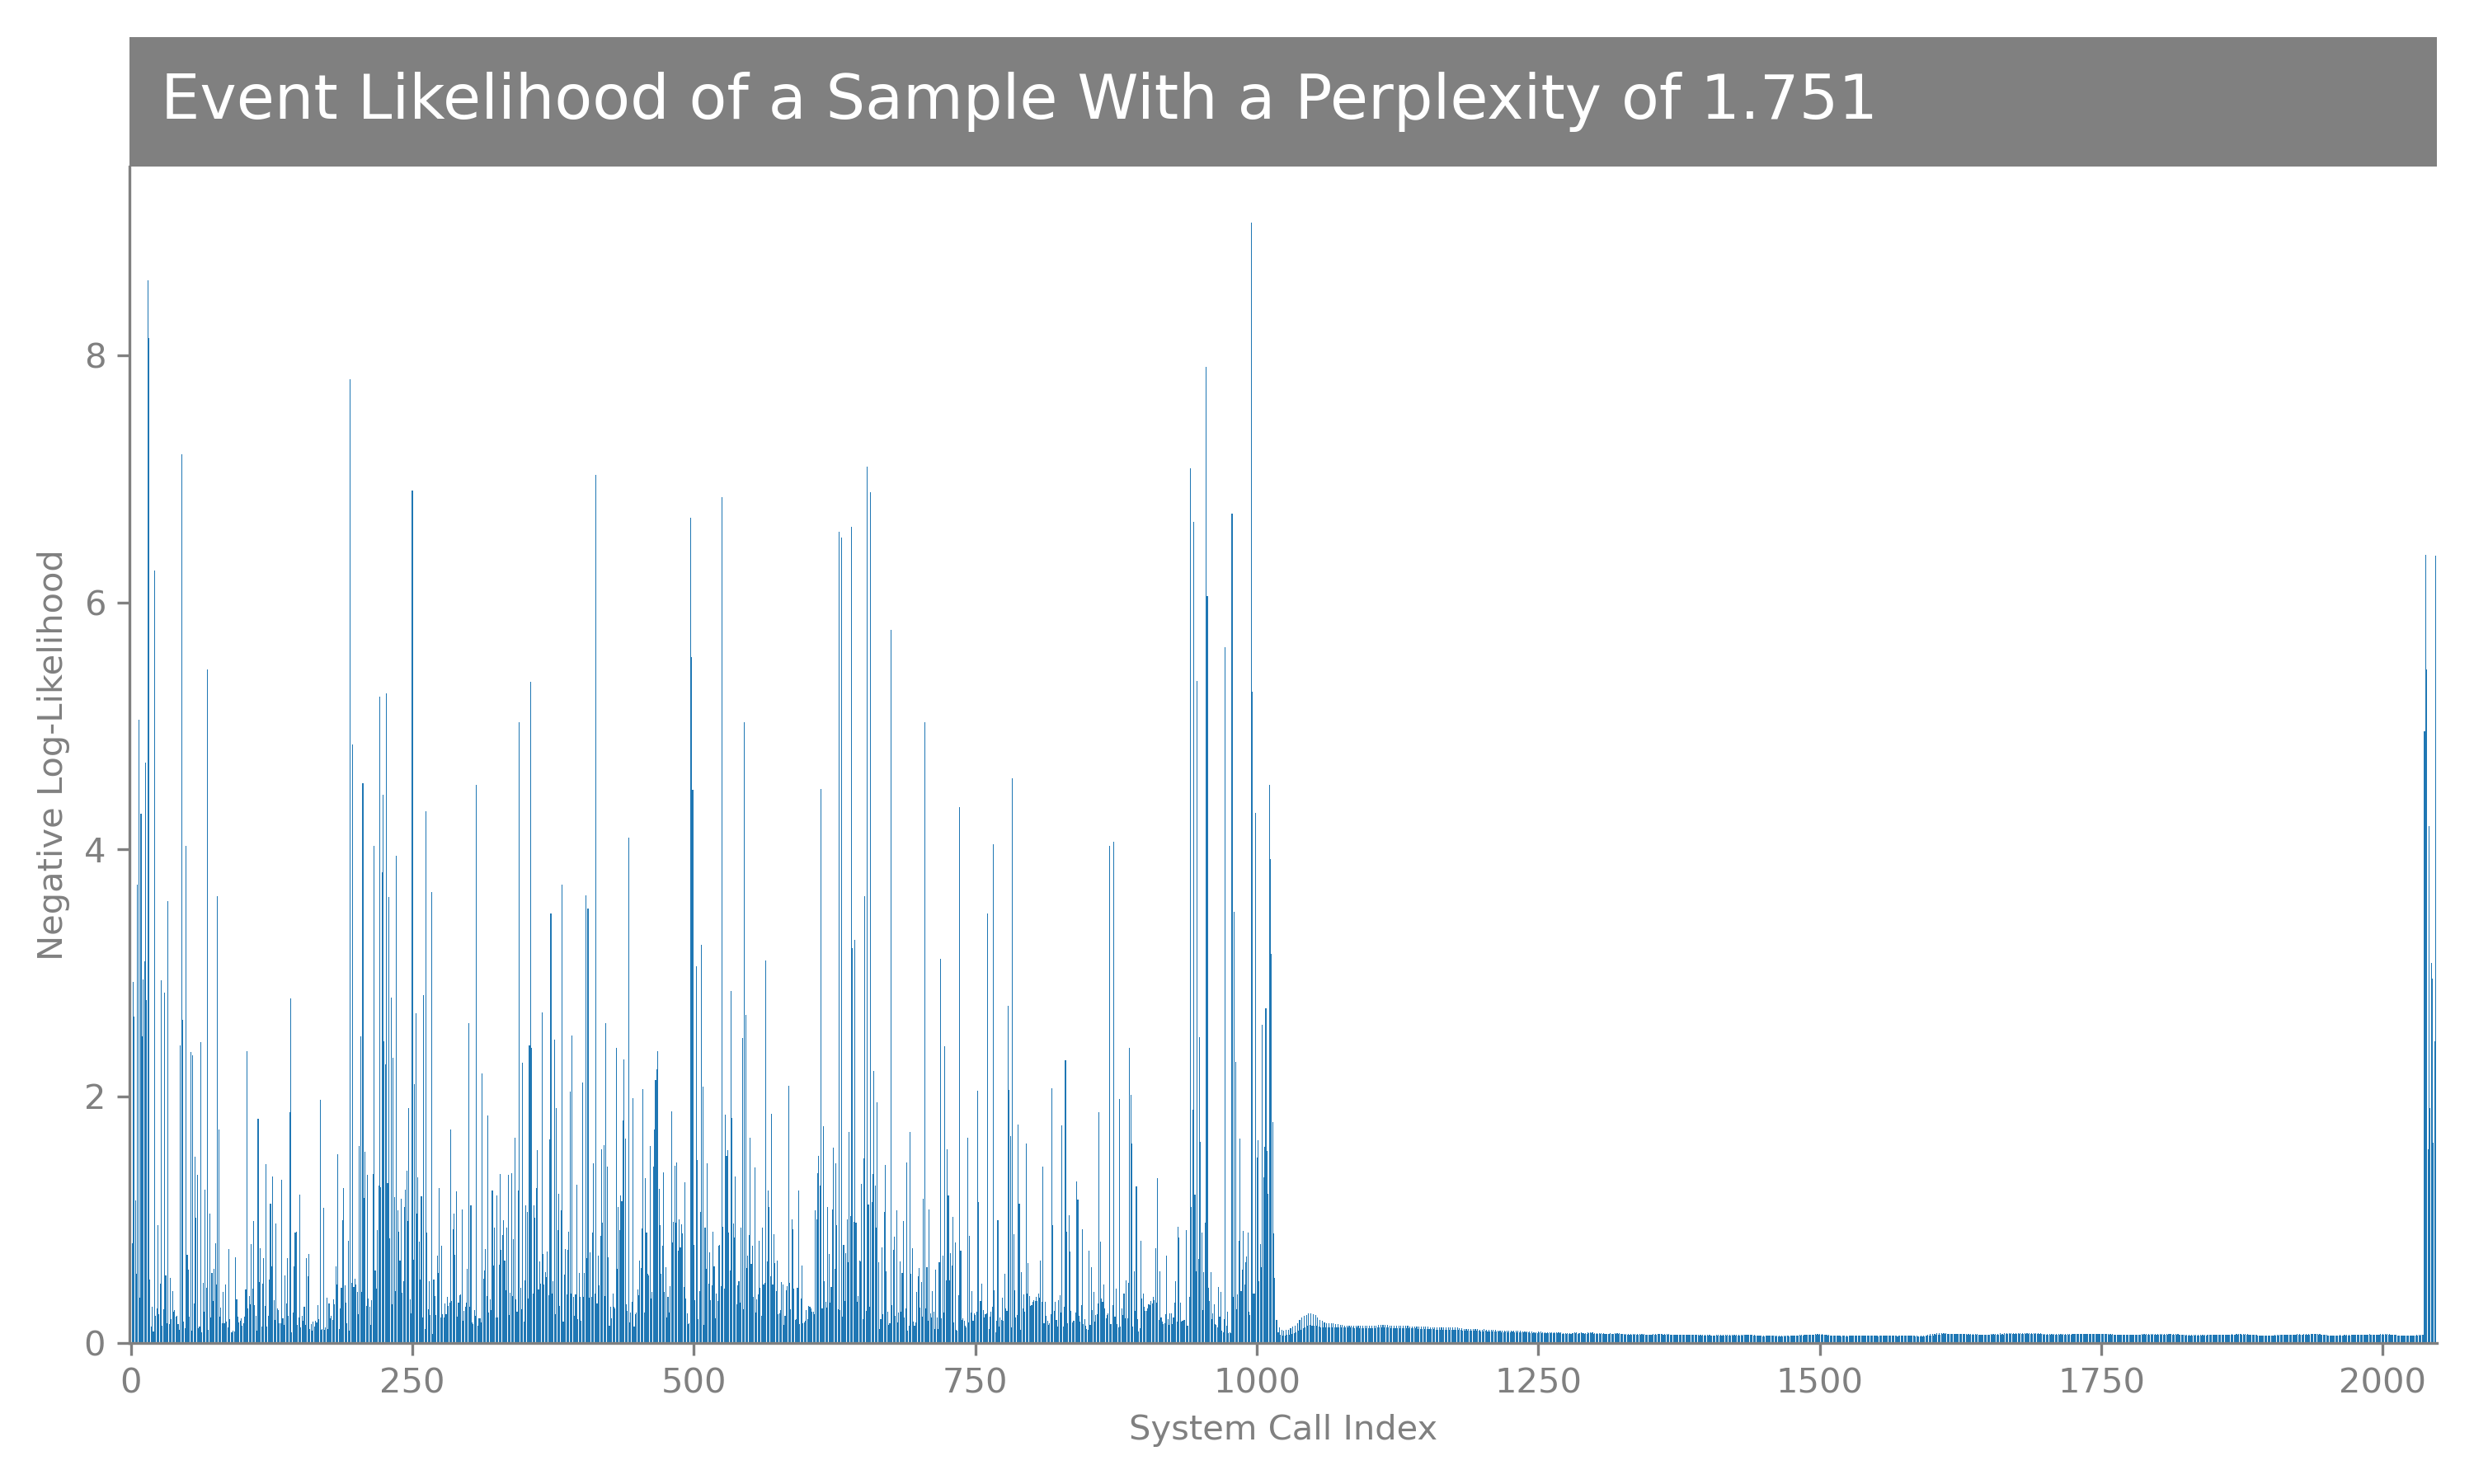 Event Likelihood of a Sample With a Perplexity of 1.751
Negative Log-Likelihood
8
6
4
2
0
0 250 500 750 1000 1250 1500 1750 2000
System Call Index